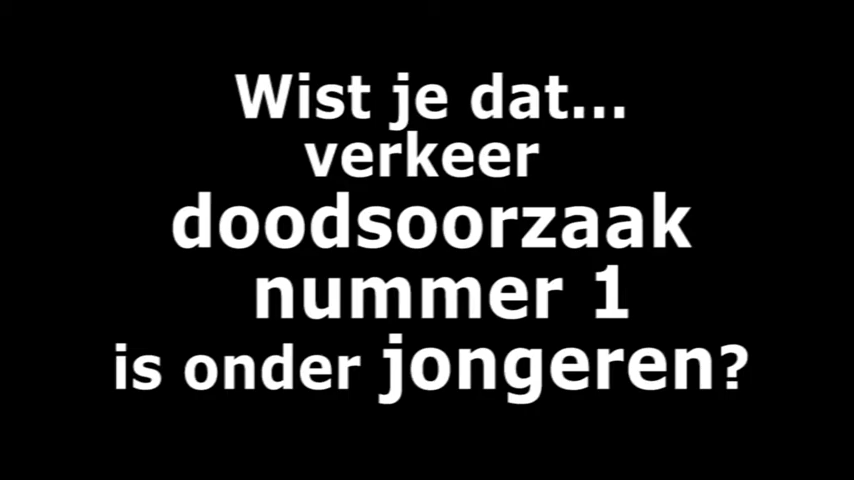 Wist je dat...
verkeer
doodsoorzaak
nummer 1
is onder jongeren?